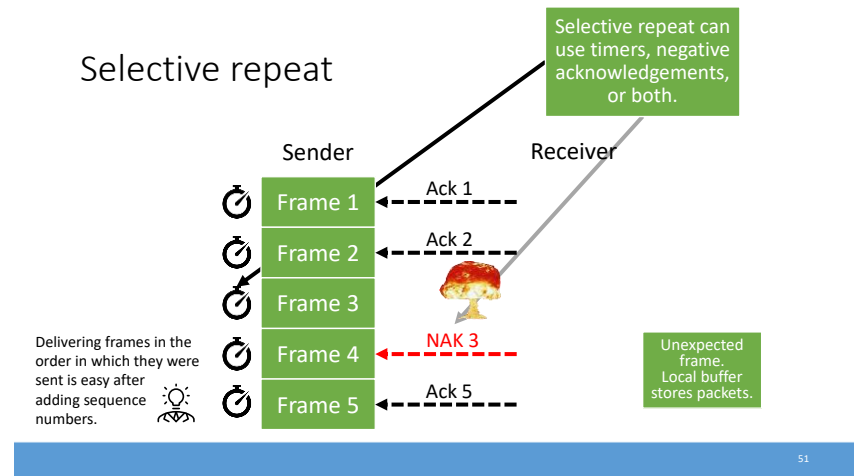 Selective repeat
Selective repeat can
use timers, negative
acknowledgements,
or both.
Sender
Receiver
Frame 1
Ack 1
Frame 2
Ack 2
Frame 3
Frame 4
NAK 3
Frame 5
Ack 5
Delivering frames in the
order in which they were
sent is easy after
adding sequence
numbers.
Unexpected
frame.
Local buffer
stores packets.
51